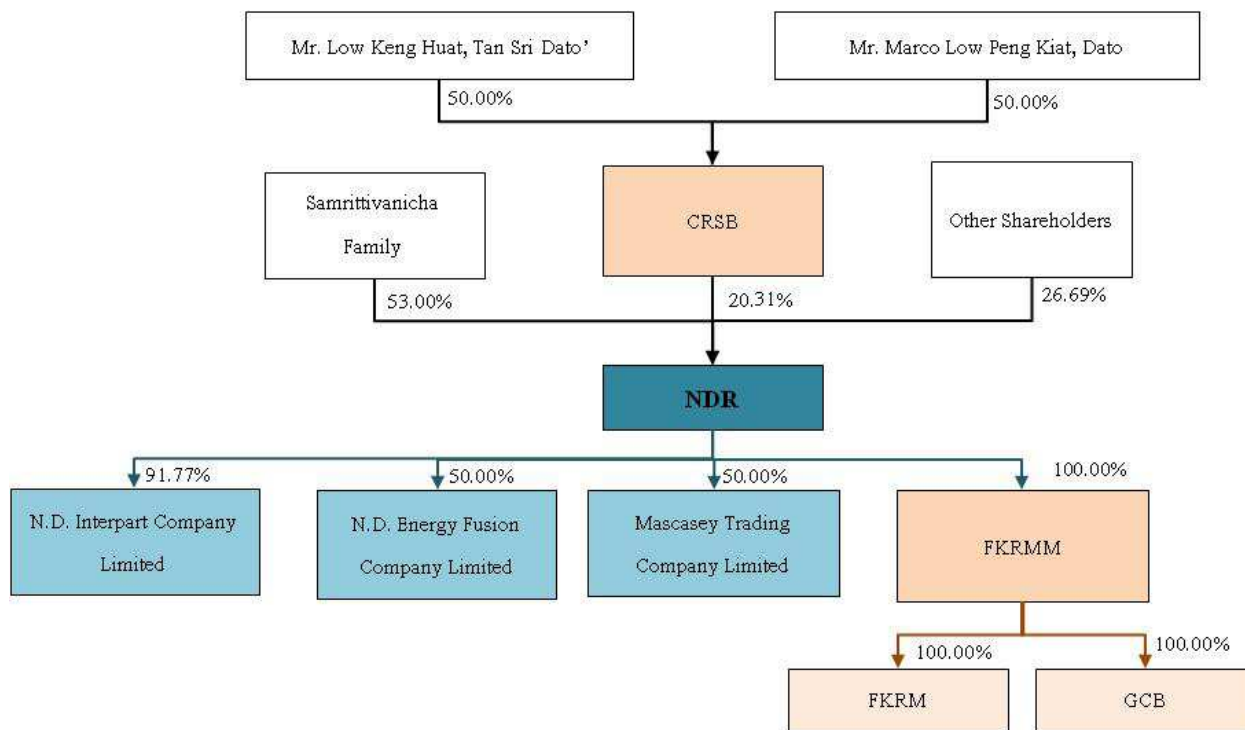 Mr. Low Keng Huat, Tan Sri Dato’
Mr. Marco Low Peng Kiat, Dato
50.00%
50.00%
Samrittivanicha
Family
CRSB
Other Shareholders
53.00%
20.31%
26.69%
NDR
91.77%
50.00%
50.00%
100.00%
N.D. Interpart Company
Limited
N.D. Energy Fusion
Company Limited
Mascasey Trading
Company Limited
FKRMM
100.00%
100.00%
FKRM
GCB